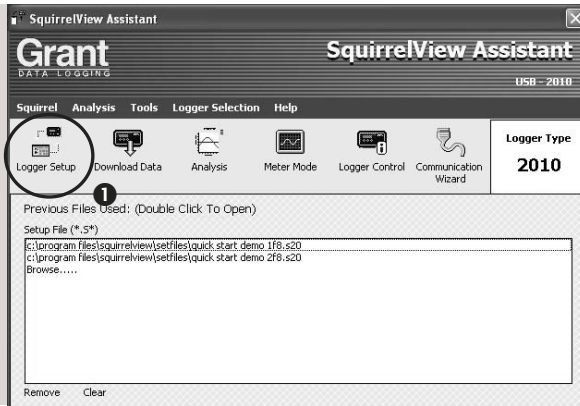 SquirrelView Assistant
Grant
DATA LOGGING
SquirrelView Assistant
USB - 2010
Squirrel Analysis Tools Logger Selection Help
Logger Setup
Download Data
Analysis
Meter Mode
Logger Control
Communication
Wizard
Logger Type
2010
1
Previous Files Used: (Double Click To Open)
Setup File (*.S*)
c:\program files\squirrelview\setfiles\quick start demo 1f8.s20
c:\program files\squirrelview\setfiles\quick start demo 2f8.s20
Browse.....
Remove Clear